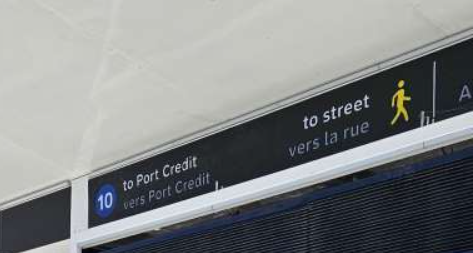 10
to Port Credit
vers Port Credit
to street
vers la rue
A